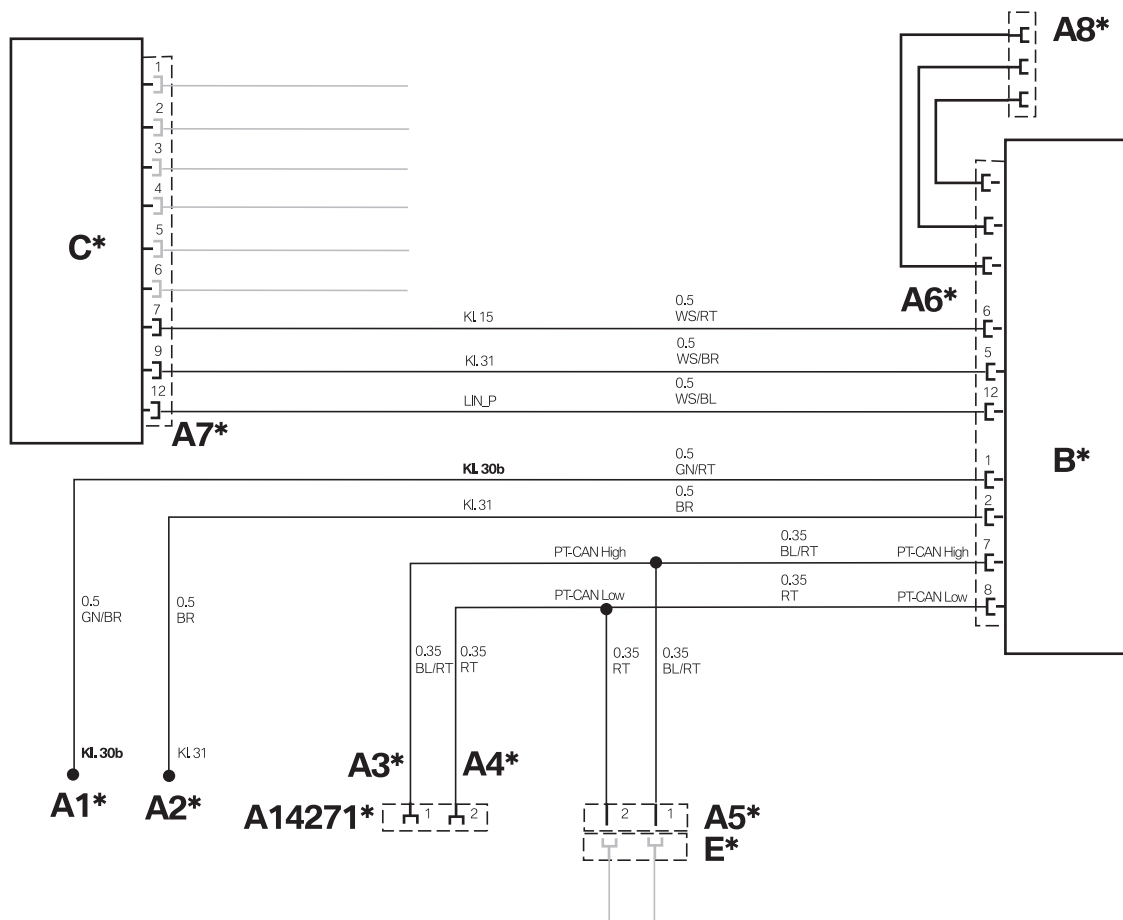 A8*
1
2
3
4
5
6
C*
A6*
7
Kl. 15
0.5
WS/RT
6
9
Kl. 31
0.5
WS/BR
5
12
LIN_P
0.5
WS/BL
12
A7*
B*
Kl. 30b
0.5
GN/RT
1
Kl. 31
0.5
BR
2
PT-CAN High
0.35
BL/RT
PT-CAN High
7
PT-CAN Low
0.35
RT
PT-CAN Low
8
0.5
GN/BR
0.5
BR
0.35
BL/RT
0.35
RT
0.35
RT
0.35
BL/RT
Kl. 30b
Kl. 31
A3*
A4*
A1*
A2*
A14271*
1
2
2
1
A5*
E*